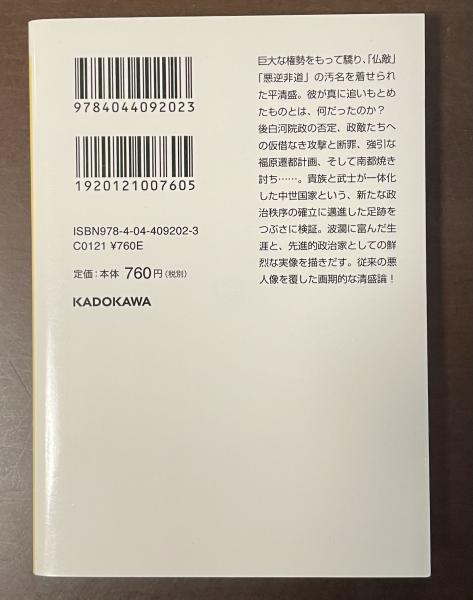 9784044092023
1920121007605
ISBN978-4-04-409202-3
C0121 ¥760E
定価:本体 760円(税別)
KADOKAWA
巨大な権勢をもって驕り、「仏敵」
「悪逆非道」の汚名を着せられ
た平清盛。彼が真に追いもとめ
たものとは、何だったのか?
後白河院政の否定、政敵たちへ
の仮借なき攻撃と断罪、強引な
福原遷都計画、そして南都焼き
討ち……。貴族と武士が一体化
した中世国家という、新たな政
治秩序の確立に邁進した足跡を
つぶさに検証。波瀾に富んだ生
涯と、先進的政治家としての鮮
烈な実像を描きだす。従来の悪
人像を覆した画期的な清盛論!